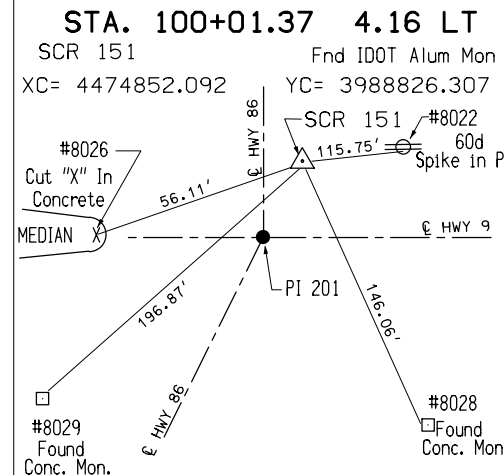 STA. 100+01.37 4.16 LT
SCR 151
Fnd IDOT Alum Mon
XC= 4474852.092 YC= 3988826.307
SCR 151
#8022
60d
Spike in P
115.75'
℄ HWY 86
#8026
Cut "X" In
Concrete
56.11'
MEDIAN X
℄ HWY 9
PI 201
196.87'
146.06'
℄ HWY 86
#8029
Found
Conc. Mon.
#8028
Found
Conc. Mon